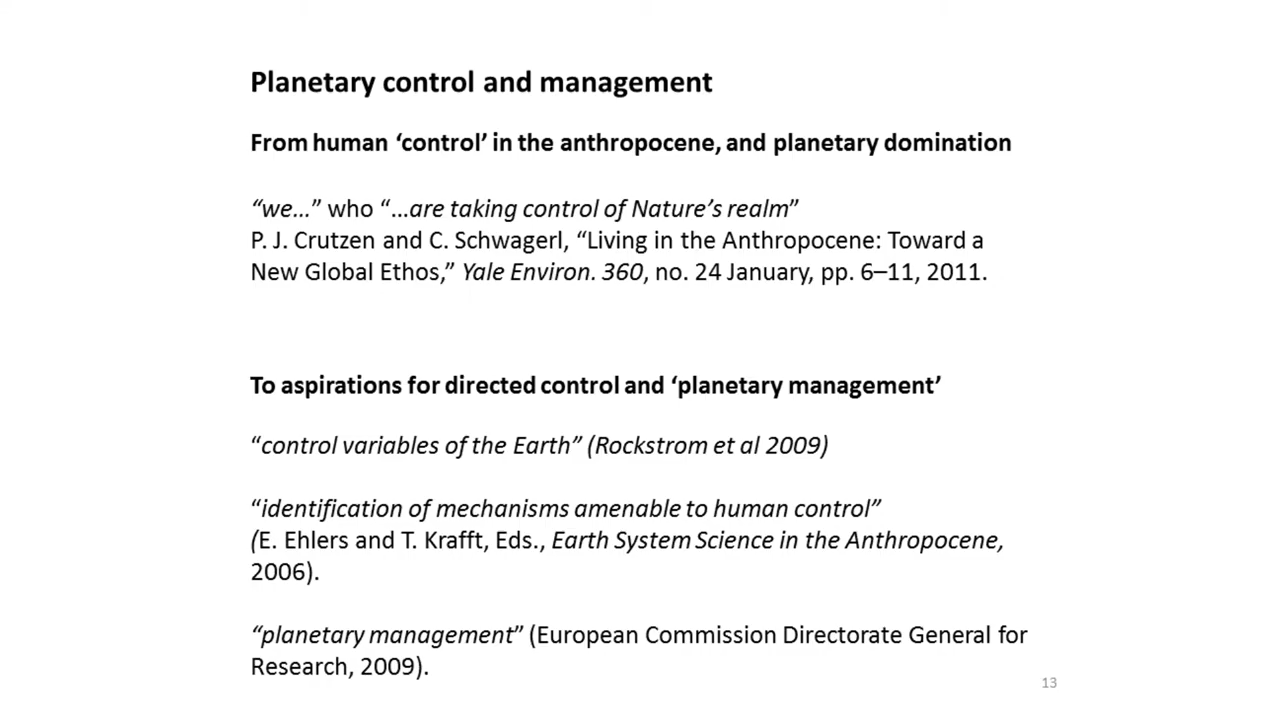 Planetary control and management
From human ‘control’ in the anthropocene, and planetary domination
“we…” who “…are taking control of Nature’s realm”
P. J. Crutzen and C. Schwagerl, “Living in the Anthropocene: Toward a
New Global Ethos,” Yale Environ. 360, no. 24 January, pp. 6–11, 2011.
To aspirations for directed control and ‘planetary management’
“control variables of the Earth” (Rockstrom et al 2009)
“identification of mechanisms amenable to human control”
(E. Ehlers and T. Krafft, Eds., Earth System Science in the Anthropocene,
2006).
“planetary management” (European Commission Directorate General for
Research, 2009).
13